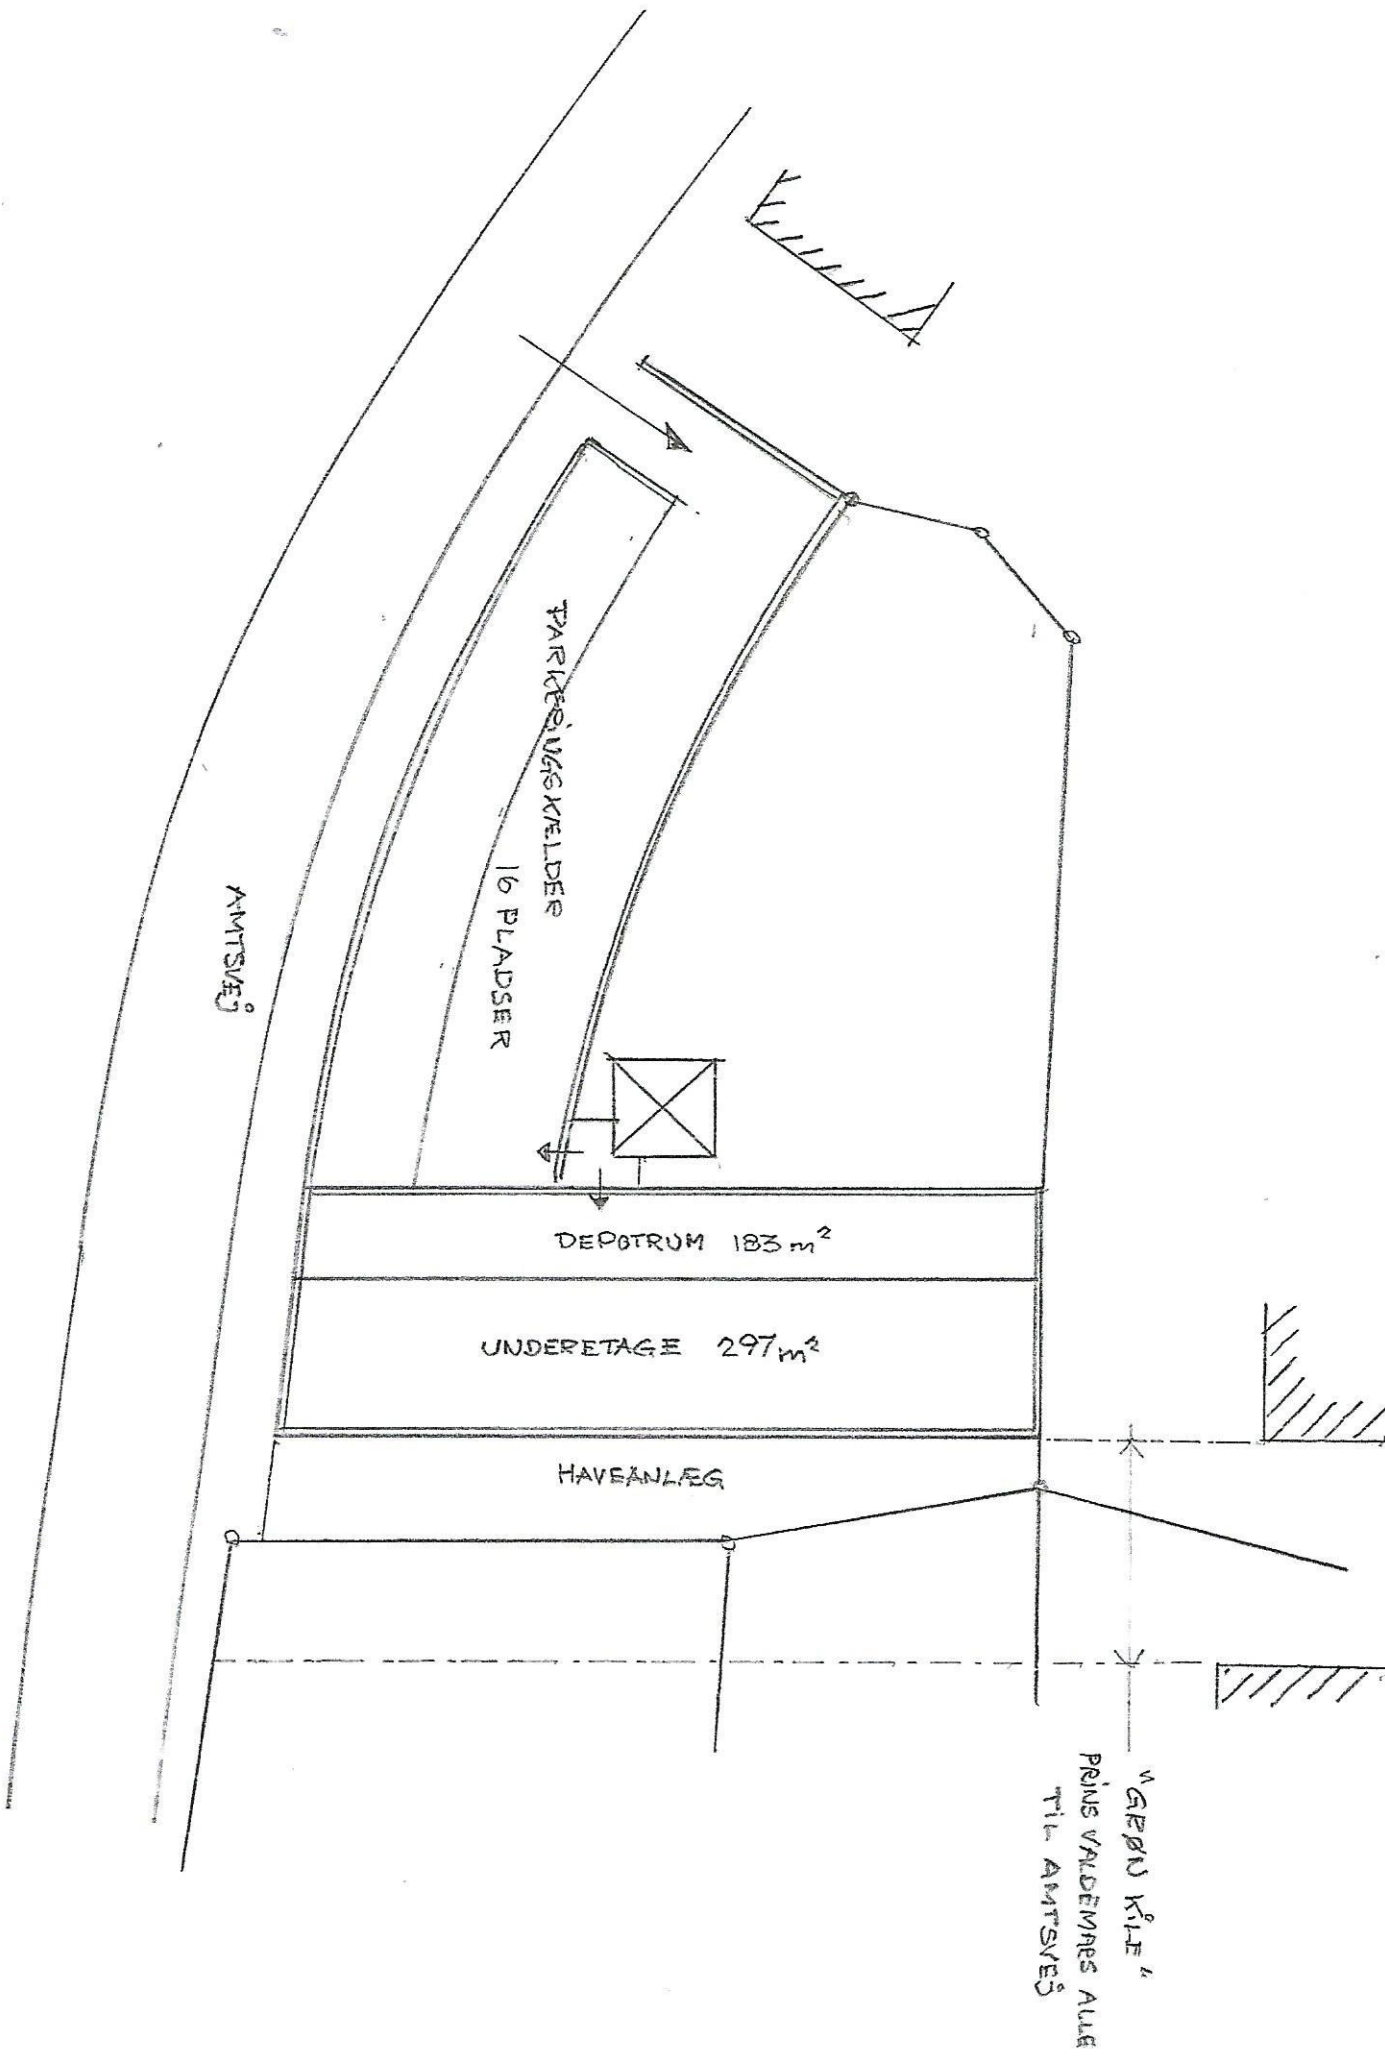 PARKERINGSKÆLDER
16 PLADSER
AMTSVEJ
DEPOTRUM 183 m²
UNDERETAGE 297 m²
HAVEANLÆG
"GRØN KILE"
PRINS VALDEMARS ALLE
TIL AMTSVEJ